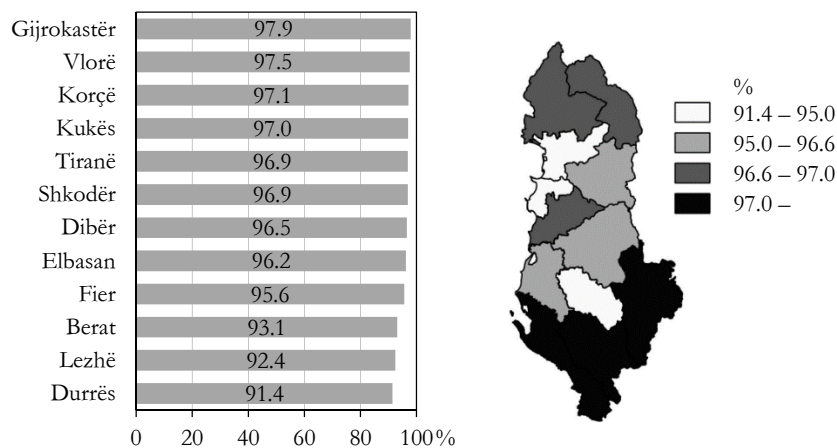 Gijrokastër 97.9
Vlorë 97.5
Korçë 97.1
Kukës 97.0
Tiranë 96.9
Shkodër 96.9
Dibër 96.5
Elbasan 96.2
Fier 95.6
Berat 93.1
Lezhë 92.4
Durrës 91.4
0 20 40 60 80 100%
%
91.4 – 95.0
95.0 – 96.6
96.6 – 97.0
97.0 –